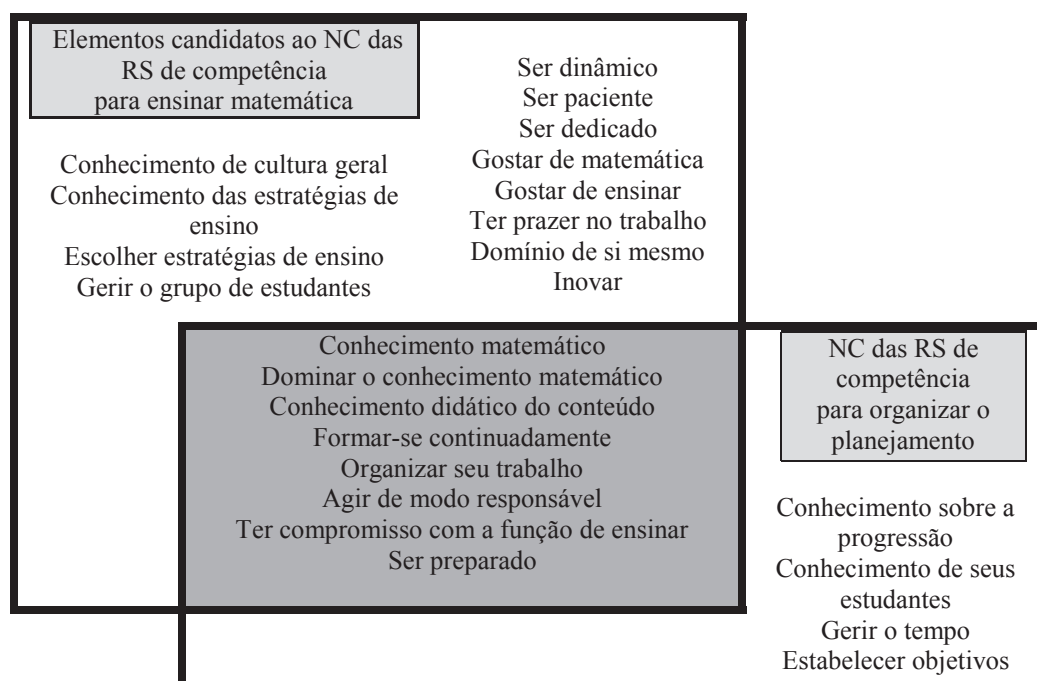 Elementos candidatos ao NC das
RS de competência
para ensinar matemática
Conhecimento de cultura geral
Conhecimento das estratégias de
ensino
Escolher estratégias de ensino
Gerir o grupo de estudantes
Ser dinâmico
Ser paciente
Ser dedicado
Gostar de matemática
Gostar de ensinar
Ter prazer no trabalho
Domínio de si mesmo
Inovar
Conhecimento matemático
Dominar o conhecimento matemático
Conhecimento didático do conteúdo
Formar-se continuadamente
Organizar seu trabalho
Agir de modo responsável
Ter compromisso com a função de ensinar
Ser preparado
NC das RS de
competência
para organizar o
planejamento
Conhecimento sobre a
progressão
Conhecimento de seus
estudantes
Gerir o tempo
Estabelecer objetivos